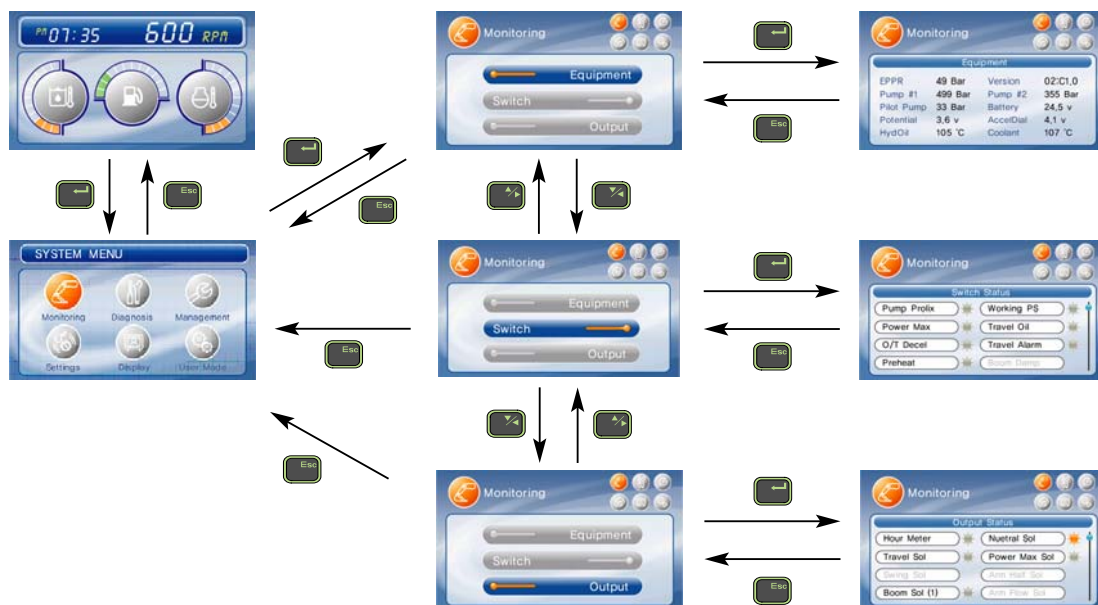 PM 07:35 600 RPM
Monitoring
Equipment
Switch
Output
Esc
Monitoring
Equipment
EPPR 49 Bar Version 02:C1,0
Pump #1 499 Bar Pump #2 355 Bar
Pilot Pump 33 Bar Battery 24,5 v
Potential 3,6 v AccelDial 4,1 v
HydOil 105 °C Coolant 107 °C
Esc
Esc
SYSTEM MENU
Monitoring Diagnosis Management
Settings Display User Mode
Monitoring
Equipment
Switch
Output
Esc
Esc
Monitoring
Switch Status
Pump Prolix Working PS
Power Max Travel Oil
O/T Decel Travel Alarm
Preheat Boom Damp
Esc
Monitoring
Equipment
Switch
Output
Esc
Monitoring
Output Status
Hour Meter Nuetral Sol
Travel Sol Power Max Sol
Swing Sol Arm Half Sol
Boom Sol (1) Arm Flow Sol